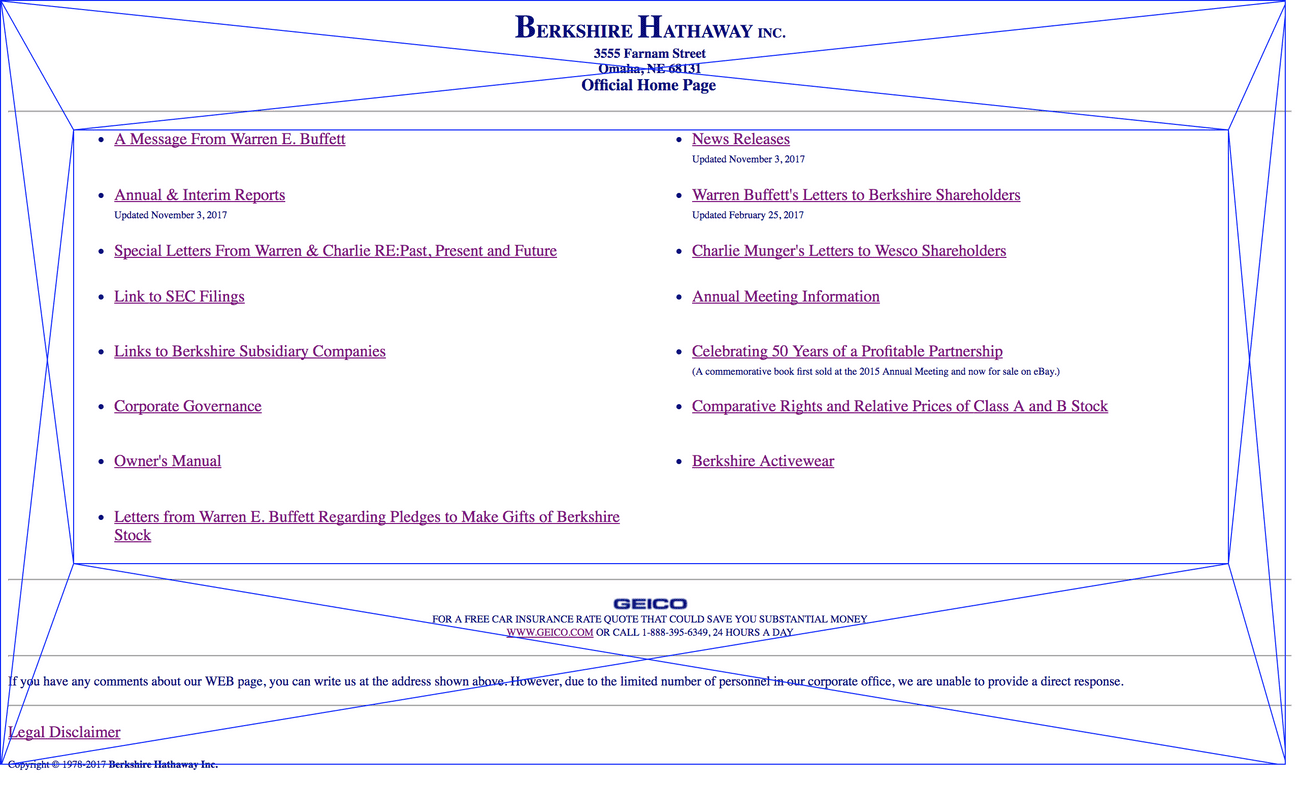 BERKSHIRE HATHAWAY INC.
3555 Farnam Street
Omaha, NE 68131
Official Home Page
A Message From Warren E. Buffett
News Releases
Updated November 3, 2017
Annual & Interim Reports
Updated November 3, 2017
Warren Buffett's Letters to Berkshire Shareholders
Updated February 25, 2017
Special Letters From Warren & Charlie RE:Past, Present and Future
Charlie Munger's Letters to Wesco Shareholders
Link to SEC Filings
Annual Meeting Information
Links to Berkshire Subsidiary Companies
Celebrating 50 Years of a Profitable Partnership
(A commemorative book first sold at the 2015 Annual Meeting and now for sale on eBay.)
Corporate Governance
Comparative Rights and Relative Prices of Class A and B Stock
Owner's Manual
Berkshire Activewear
Letters from Warren E. Buffett Regarding Pledges to Make Gifts of Berkshire
Stock
GEICO
FOR A FREE CAR INSURANCE RATE QUOTE THAT COULD SAVE YOU SUBSTANTIAL MONEY
WWW.GEICO.COM OR CALL 1-888-395-6349, 24 HOURS A DAY
If you have any comments about our WEB page, you can write us at the address shown above. However, due to the limited number of personnel in our corporate office, we are unable to provide a direct response.
Legal Disclaimer
Copyright © 1978-2017 Berkshire Hathaway Inc.